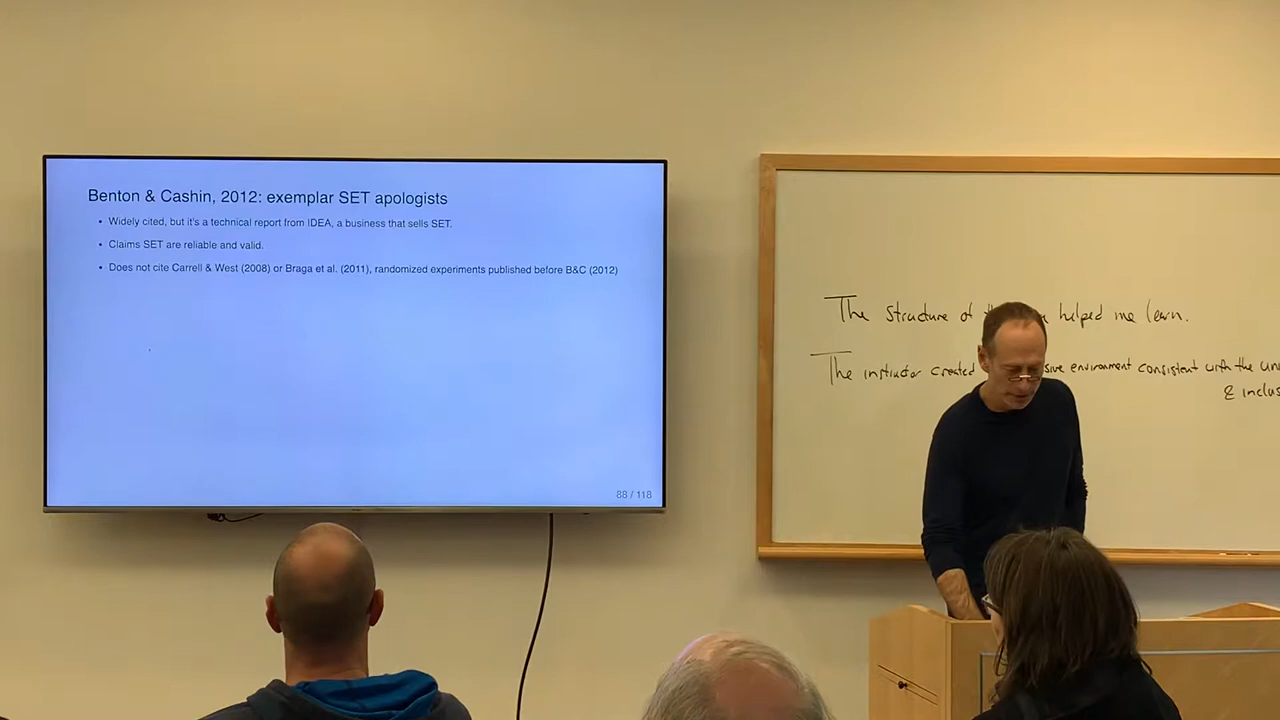 Benton & Cashin, 2012: exemplar SET apologists
• Widely cited, but it's a technical report from IDEA, a business that sells SET.
• Claims SET are reliable and valid.
• Does not cite Carrell & West (2008) or Braga et al. (2011), randomized experiments published before B&C (2012)
88 / 118
The structure of helped me learn.
The instructor created environment consistent with the
&